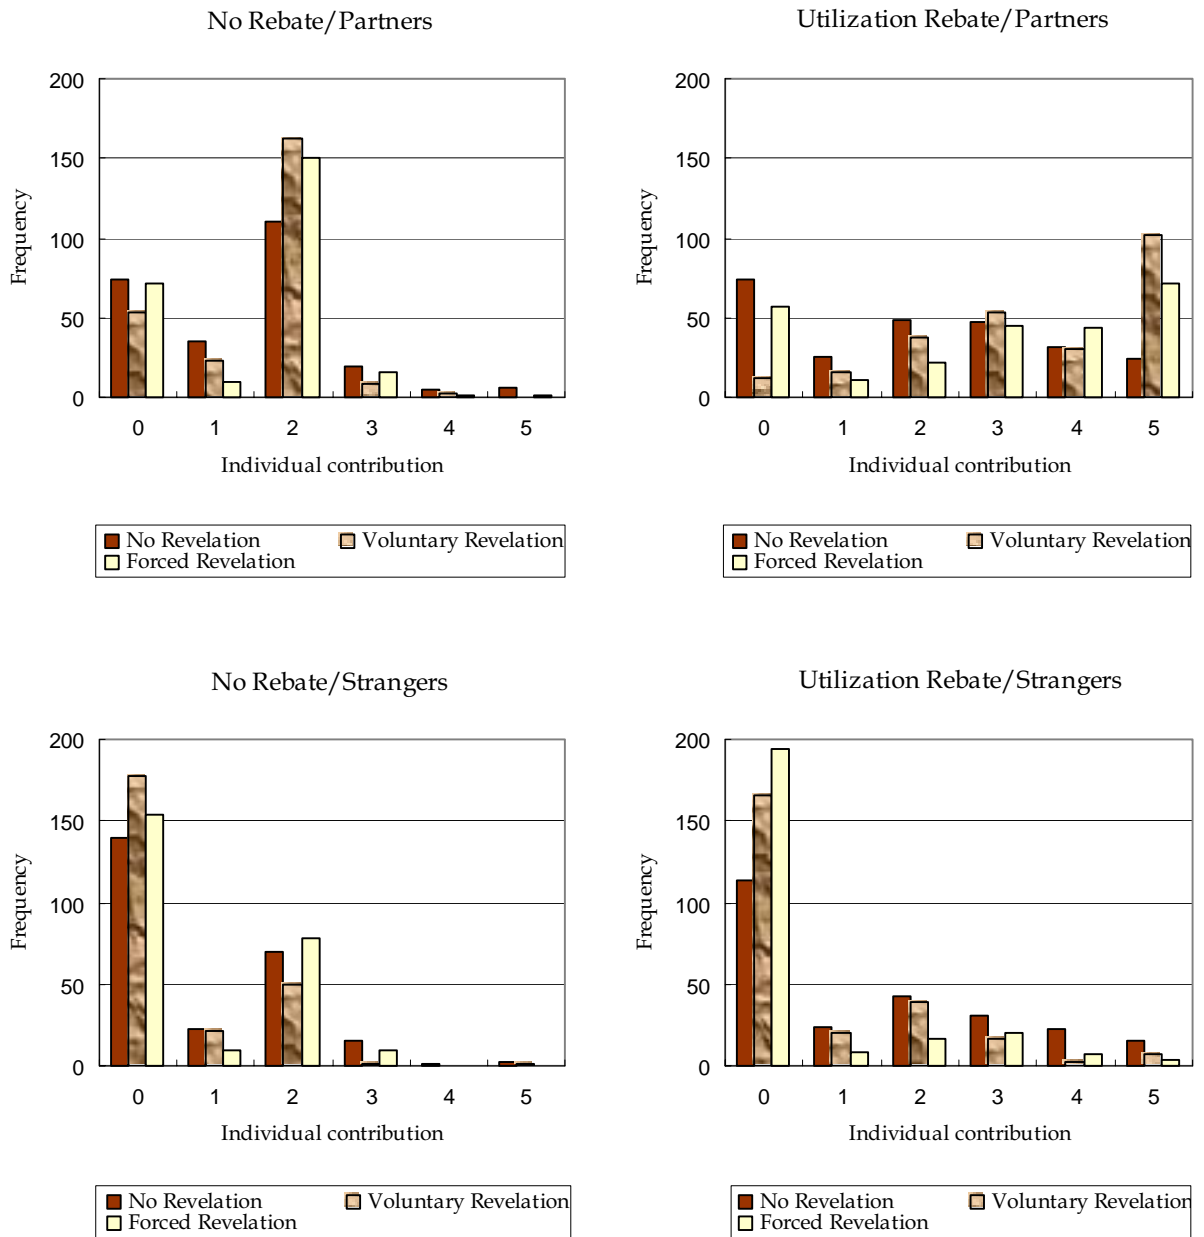 No Rebate/Partners
200
150
100
50
0
Frequency
0 1 2 3 4 5
Individual contribution
No Revelation Voluntary Revelation
Forced Revelation
Utilization Rebate/Partners
200
150
100
50
0
Frequency
0 1 2 3 4 5
Individual contribution
No Revelation Voluntary Revelation
Forced Revelation
No Rebate/Strangers
200
150
100
50
0
Frequency
0 1 2 3 4 5
Individual contribution
No Revelation Voluntary Revelation
Forced Revelation
Utilization Rebate/Strangers
200
150
100
50
0
Frequency
0 1 2 3 4 5
Individual contribution
No Revelation Voluntary Revelation
Forced Revelation